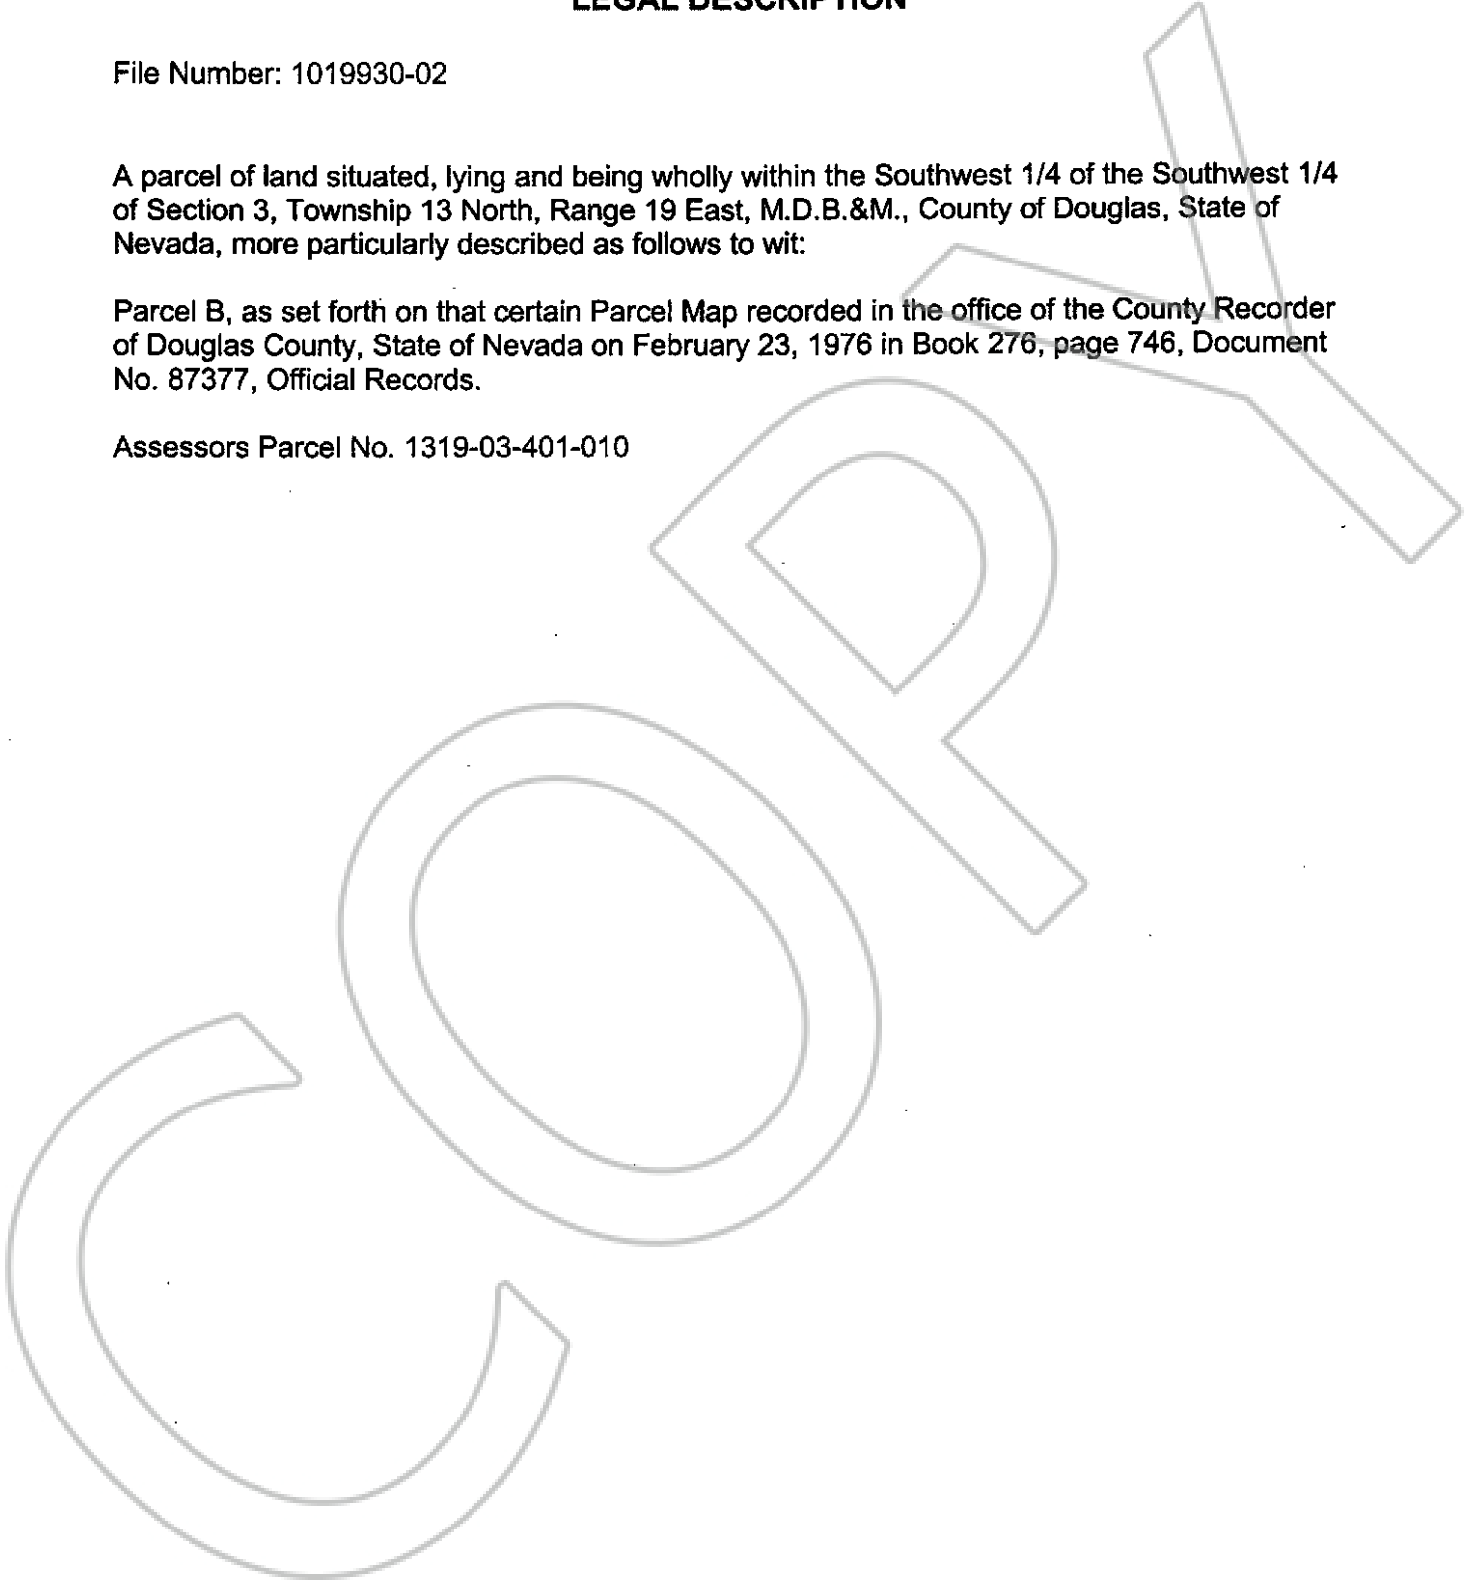 LEGAL DESCRIPTION
File Number: 1019930-02
A parcel of land situated, lying and being wholly within the Southwest 1/4 of the Southwest 1/4
of Section 3, Township 13 North, Range 19 East, M.D.B.&M., County of Douglas, State of
Nevada, more particularly described as follows to wit:
Parcel B, as set forth on that certain Parcel Map recorded in the office of the County Recorder
of Douglas County, State of Nevada on February 23, 1976 in Book 276, page 746, Document
No. 87377, Official Records.
Assessors Parcel No. 1319-03-401-010
COPY